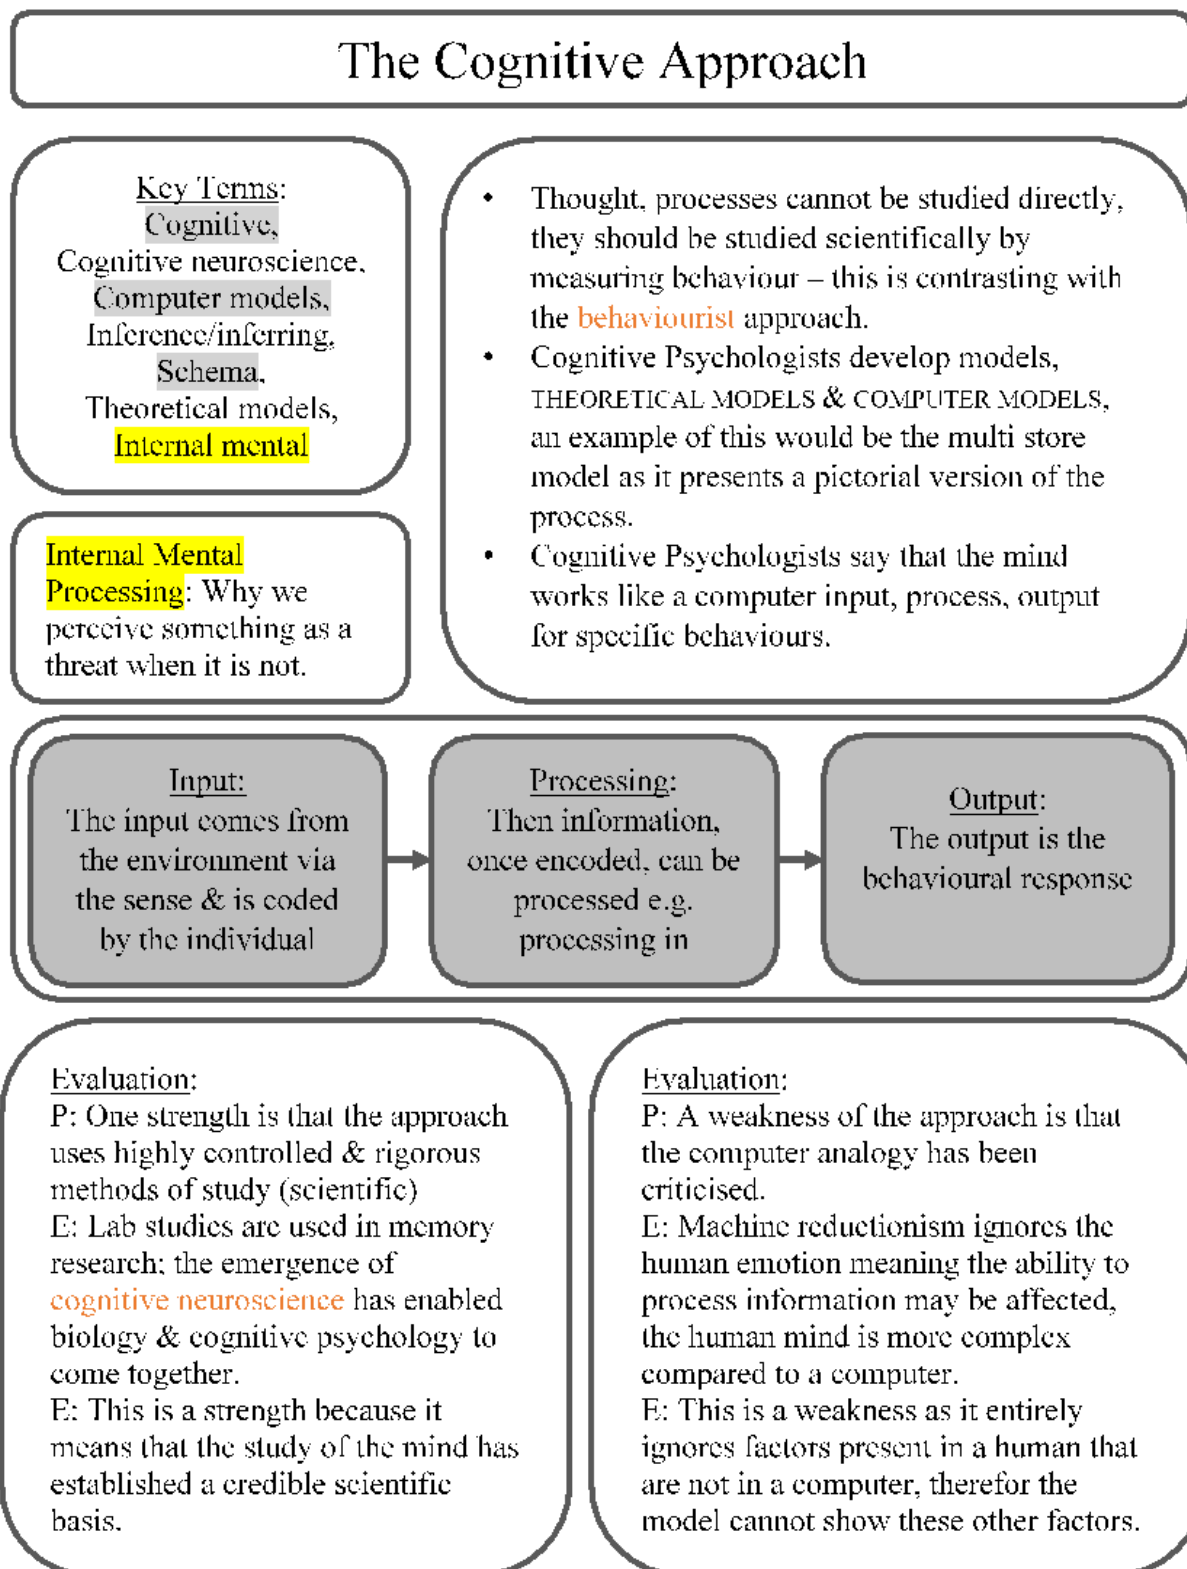 The Cognitive Approach
Key Terms:
Cognitive,
Cognitive neuroscience,
Computer models,
Inference/inferring,
Schema,
Theoretical models,
Internal mental
Internal Mental
Processing: Why we
perceive something as a
threat when it is not.
• Thought, processes cannot be studied directly,
they should be studied scientifically by
measuring behaviour – this is contrasting with
the behaviourist approach.
• Cognitive Psychologists develop models,
THEORETICAL MODELS & COMPUTER MODELS,
an example of this would be the multi store
model as it presents a pictorial version of the
process.
• Cognitive Psychologists say that the mind
works like a computer input, process, output
for specific behaviours.
Input:
The input comes from
the environment via
the sense & is coded
by the individual
Processing:
Then information,
once encoded, can be
processed e.g.
processing in
Output:
The output is the
behavioural response
Evaluation:
P: One strength is that the approach
uses highly controlled & rigorous
methods of study (scientific)
E: Lab studies are used in memory
research; the emergence of
cognitive neuroscience has enabled
biology & cognitive psychology to
come together.
E: This is a strength because it
means that the study of the mind has
established a credible scientific
basis.
Evaluation:
P: A weakness of the approach is that
the computer analogy has been
criticised.
E: Machine reductionism ignores the
human emotion meaning the ability to
process information may be affected,
the human mind is more complex
compared to a computer.
E: This is a weakness as it entirely
ignores factors present in a human that
are not in a computer, therefor the
model cannot show these other factors.